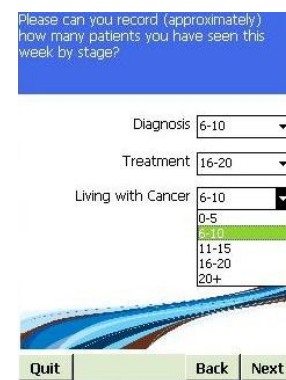 Please can you record (approximately)
how many patients you have seen this
week by stage?
Diagnosis 6-10
Treatment 16-20
Living with Cancer 6-10
0-5
6-10
11-15
16-20
20+
Quit Back Next